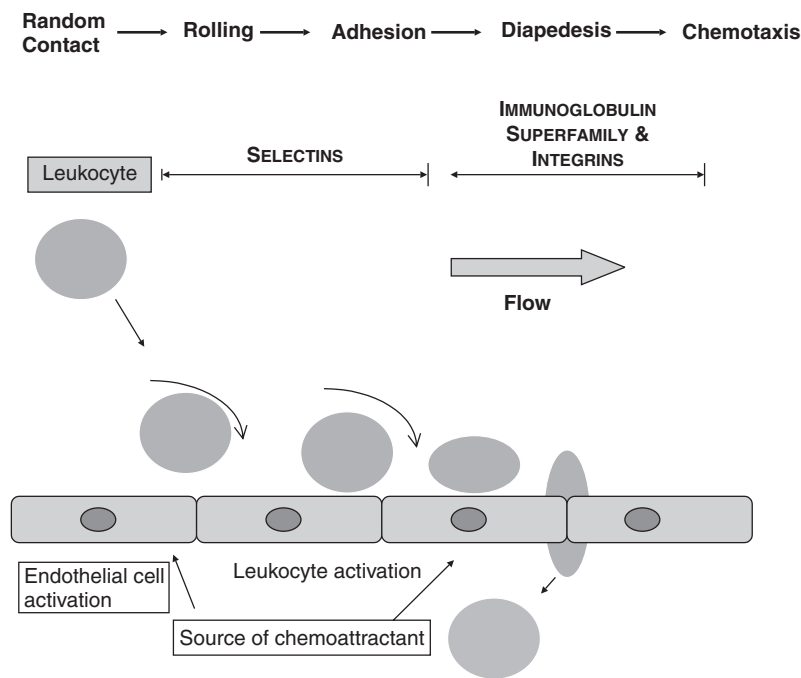 Random
Contact
Rolling
Adhesion
Diapedesis
Chemotaxis
IMMUNOGLOBULIN
SUPERFAMILY &
INTEGRINS
SELECTINS
Leukocyte
Flow
Endothelial cell
activation
Leukocyte activation
Source of chemoattractant